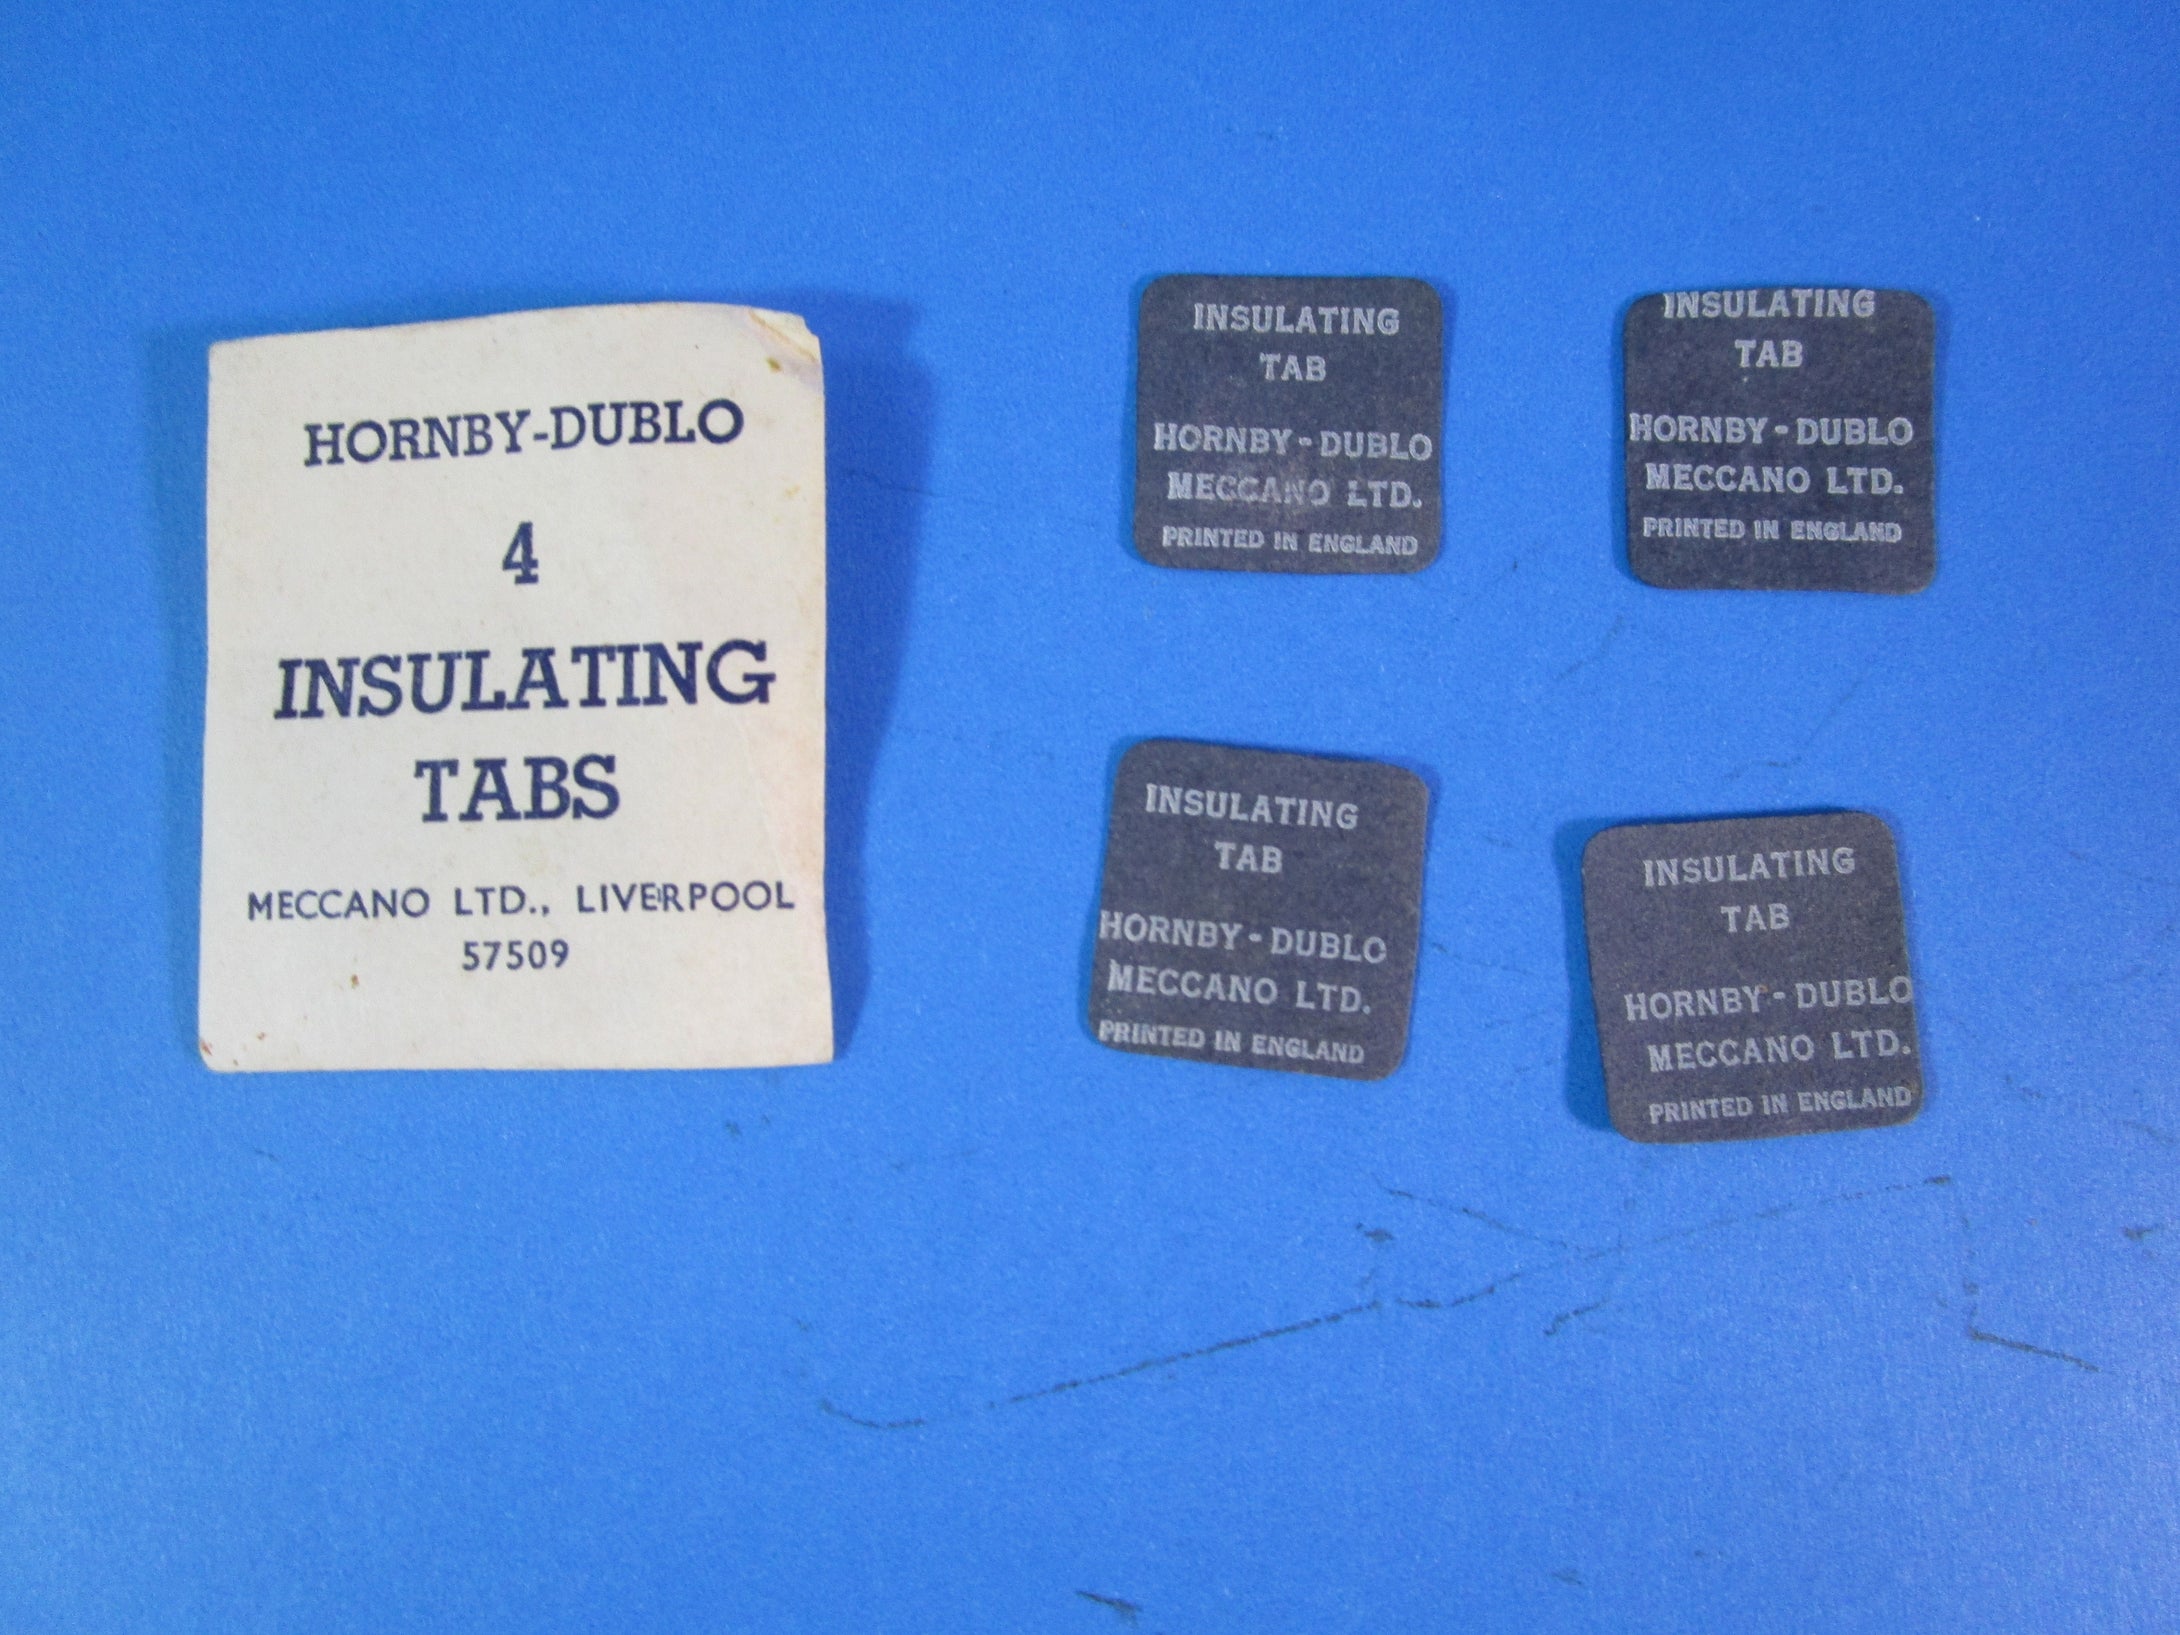 HORNBY-DUBLO
4
INSULATING
TABS
MECCANO LTD., LIVERPOOL
57509
INSULATING
TAB
HORNBY-DUBLO
MECCANO LTD.
PRINTED IN ENGLAND
INSULATING
TAB
HORNBY-DUBLO
MECCANO LTD.
PRINTED IN ENGLAND
INSULATING
TAB
HORNBY-DUBLO
MECCANO LTD.
PRINTED IN ENGLAND
INSULATING
TAB
HORNBY-DUBLO
MECCANO LTD.
PRINTED IN ENGLAND